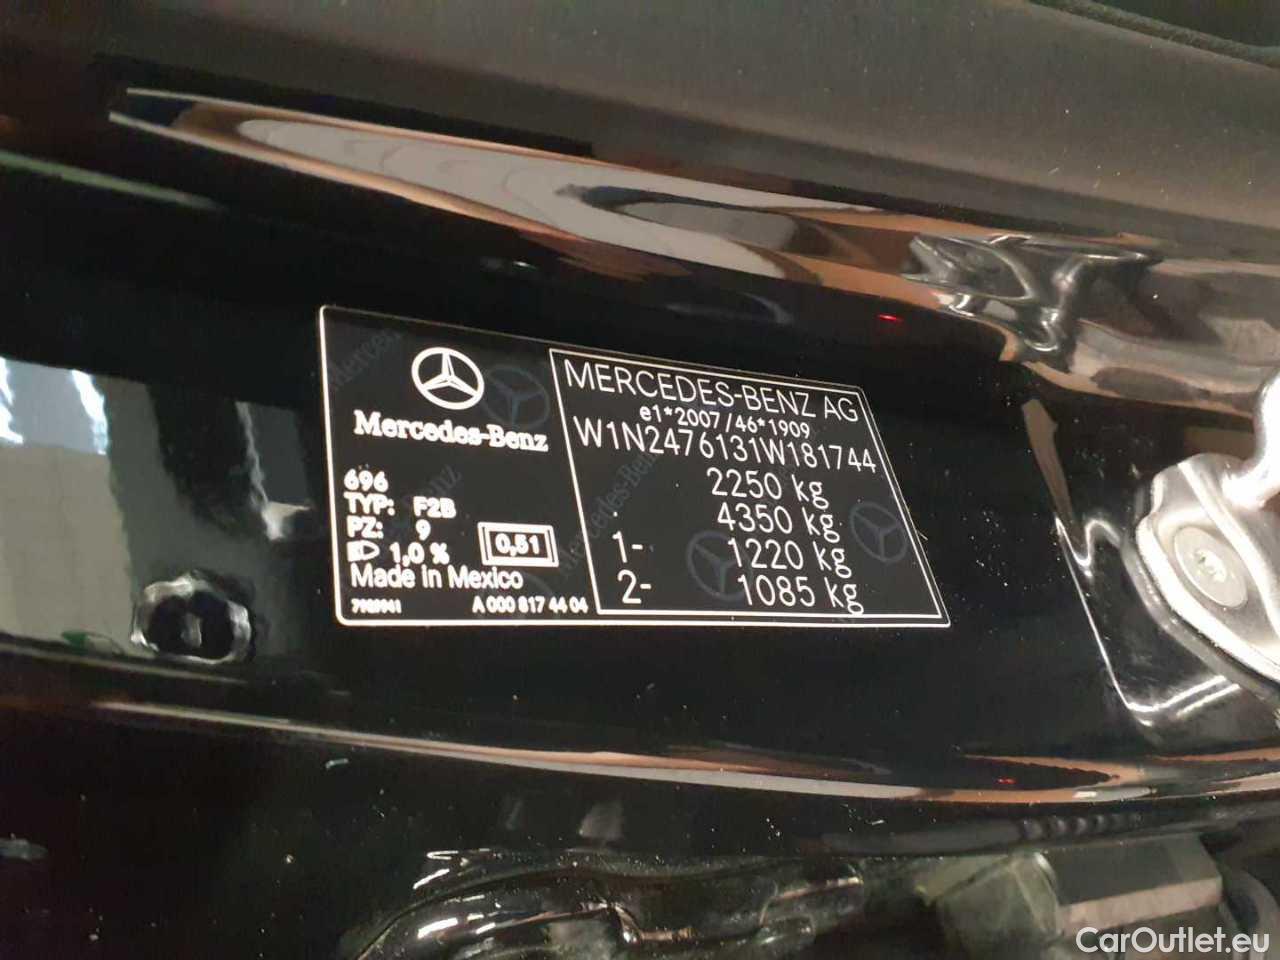 Mercedes-Benz
696
TYP: F2B
PZ: 9
1,0 %
0,51
Made in Mexico
A 000 817 44 04
MERCEDES-BENZ AG
e1*2007/46*1909
W1N2476131W181744
2250 kg
4350 kg
1- 1220 kg
2- 1085 kg
CarOutlet.eu